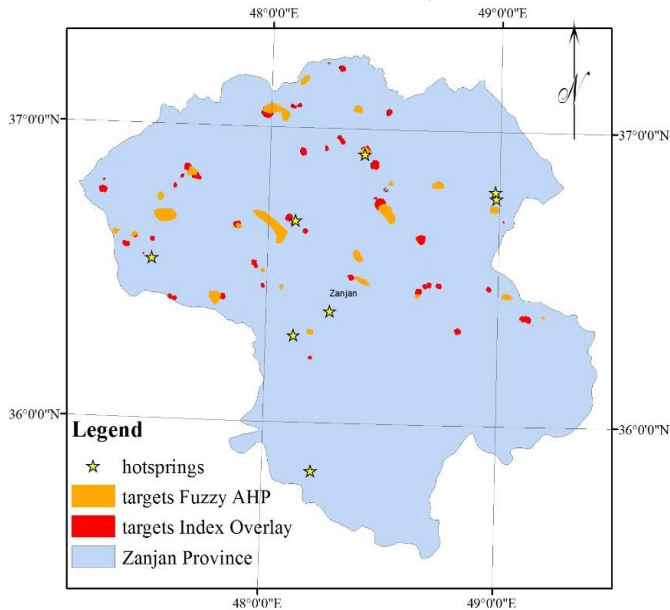 48°0'0"E 49°0'0"E
N
37°0'0"N 37°0'0"N
Zanjan
36°0'0"N 36°0'0"N
Legend
hotsprings
targets Fuzzy AHP
targets Index Overlay
Zanjan Province
48°0'0"E 49°0'0"E